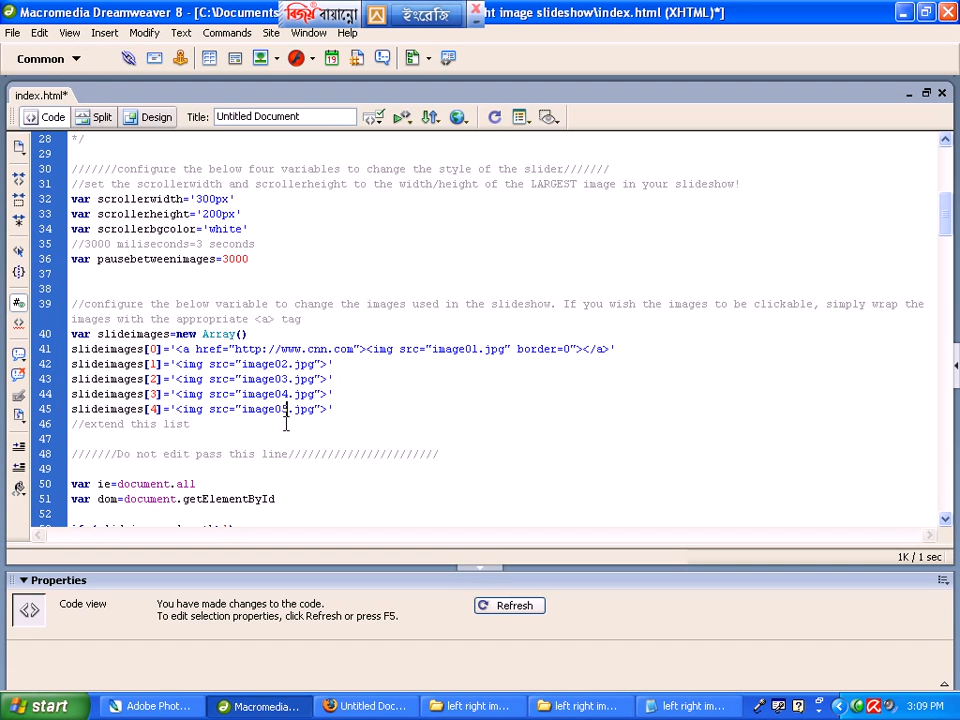 Macromedia Dreamweaver 8 - [C:\Documents
বিজয় বায়ান্নো
ইংরেজি
nt image slideshow\index.html (XHTML)*]
File Edit View Insert Modify Text Commands Site Window Help
Common
index.html*
Code Split Design Title: Untitled Document
28 */
29
30 ///////configure the below four variables to change the style of the slider///////
31 //set the scrollerwidth and scrollerheight to the width/height of the LARGEST image in your slideshow!
32 var scrollerwidth='300px'
33 var scrollerheight='200px'
34 var scrollerbgcolor='white'
35 //3000 miliseconds=3 seconds
36 var pausebetweenimages=3000
37
38
39 //configure the below variable to change the images used in the slideshow. If you wish the images to be clickable, simply wrap the
images with the appropriate <a> tag
40 var slideimages=new Array()
41 slideimages[0]='<a href="http://www.cnn.com"><img src="image01.jpg" border=0"></a>'
42 slideimages[1]='<img src="image02.jpg">'
43 slideimages[2]='<img src="image03.jpg">'
44 slideimages[3]='<img src="image04.jpg">'
45 slideimages[4]='<img src="image05.jpg">'
46 //extend this list
47
48 ///////Do not edit pass this line///////////////////////
49
50 var ie=document.all
51 var dom=document.getElementById
52
1K / 1 sec
Properties
Code view You have made changes to the code. Refresh
To edit selection properties, click Refresh or press F5.
start Adobe Phot... Macromedia... Untitled Doc... left right im... left right im... left right im... 3:09 PM